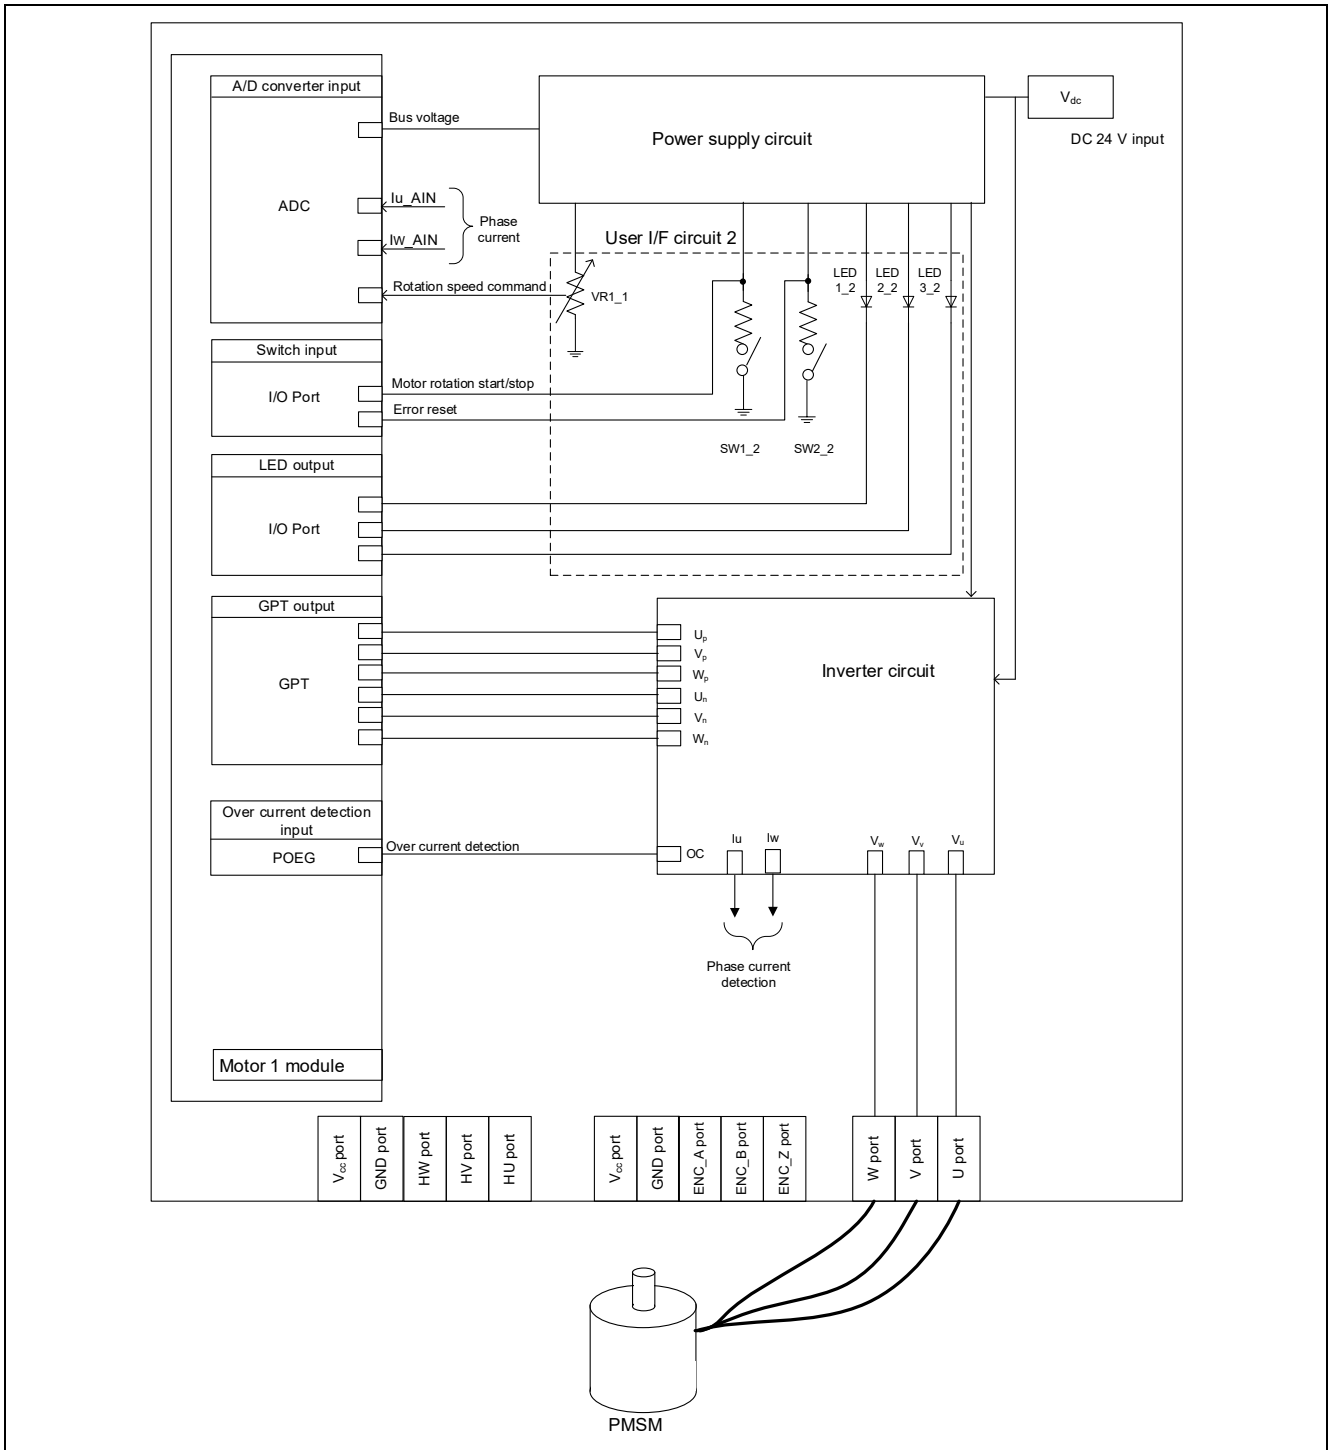 A/D converter input
Bus voltage
ADC
Iu_AIN
Iw_AIN
Phase
current
Rotation speed command
Power supply circuit
Vdc
DC 24 V input
User I/F circuit 2
VR1_1
LED
1_2
LED
2_2
LED
3_2
Switch input
I/O Port
Motor rotation start/stop
Error reset
SW1_2
SW2_2
LED output
I/O Port
GPT output
GPT
Up
Vp
Wp
Un
Vn
Wn
Inverter circuit
Over current detection
input
POEG
Over current detection
OC
Iu
Iw
Vw
Vv
Vu
Phase current
detection
Motor 1 module
Vcc port
GND port
HW port
HV port
HU port
Vcc port
GND port
ENC_A port
ENC_B port
ENC_Z port
W port
V port
U port
PMSM